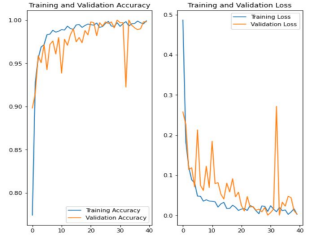 Training and Validation Accuracy
1.00
0.95
0.90
0.85
0.80
Training Accuracy
Validation Accuracy
0 10 20 30 40
Training and Validation Loss
0.5
0.4
0.3
0.2
0.1
0.0
Training Loss
Validation Loss
0 10 20 30 40